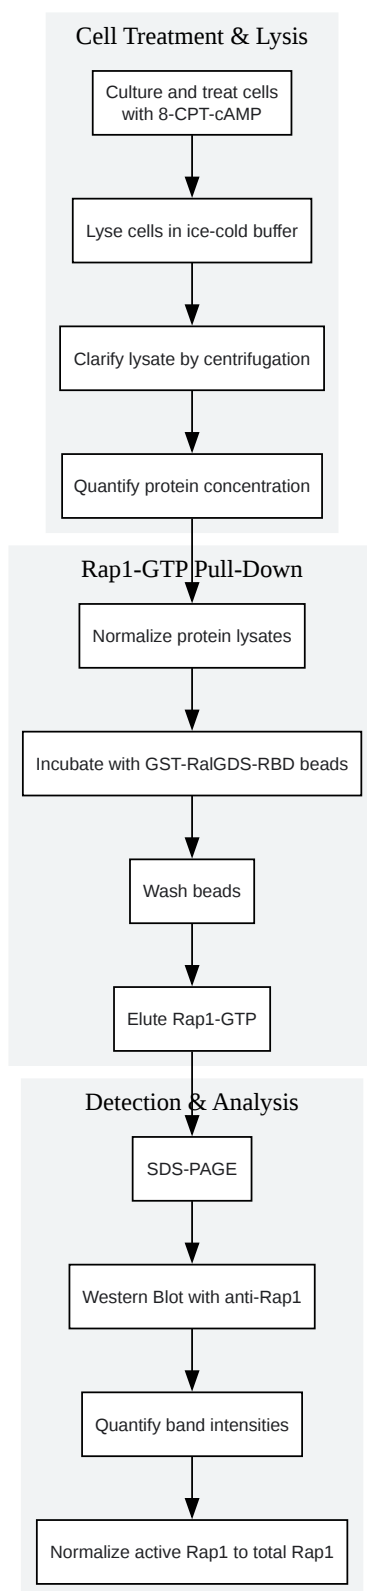 Cell Treatment & Lysis
Culture and treat cells
with 8-CPT-cAMP
Lyse cells in ice-cold buffer
Clarify lysate by centrifugation
Quantify protein concentration
Rap1-GTP Pull-Down
Normalize protein lysates
Incubate with GST-RalGDS-RBD beads
Wash beads
Elute Rap1-GTP
Detection & Analysis
SDS-PAGE
Western Blot with anti-Rap1
Quantify band intensities
Normalize active Rap1 to total Rap1